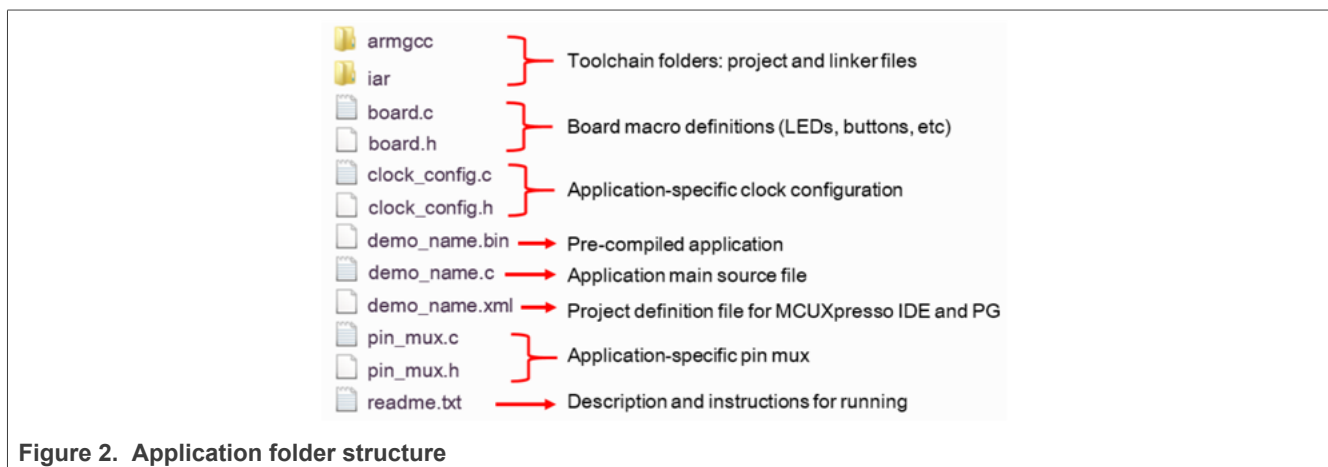 armgcc
iar
Toolchain folders: project and linker files
board.c
board.h
Board macro definitions (LEDs, buttons, etc)
clock_config.c
clock_config.h
Application-specific clock configuration
demo_name.bin Pre-compiled application
demo_name.c Application main source file
demo_name.xml Project definition file for MCUXpresso IDE and PG
pin_mux.c
pin_mux.h
Application-specific pin mux
readme.txt Description and instructions for running
Figure 2. Application folder structure